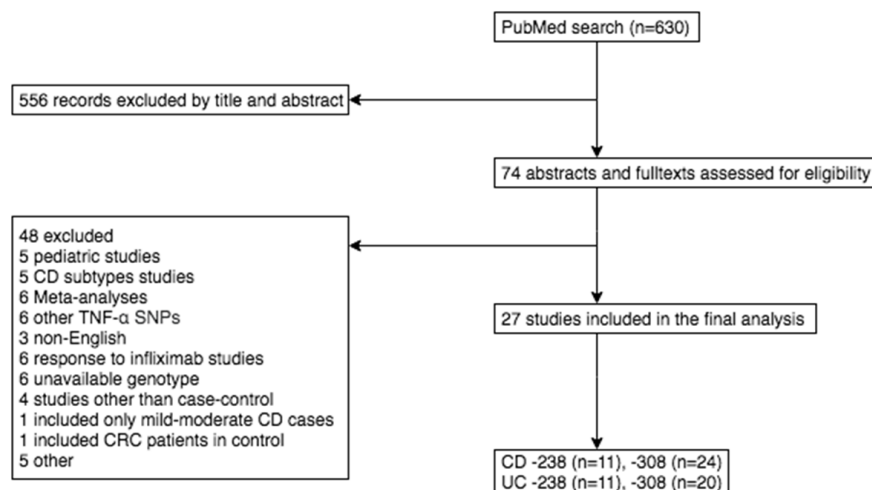 PubMed search (n=630)
556 records excluded by title and abstract
74 abstracts and fulltexts assessed for eligibility
48 excluded
5 pediatric studies
5 CD subtypes studies
6 Meta-analyses
6 other TNF-α SNPs
3 non-English
6 response to infliximab studies
6 unavailable genotype
4 studies other than case-control
1 included only mild-moderate CD cases
1 included CRC patients in control
5 other
27 studies included in the final analysis
CD -238 (n=11), -308 (n=24)
UC -238 (n=11), -308 (n=20)